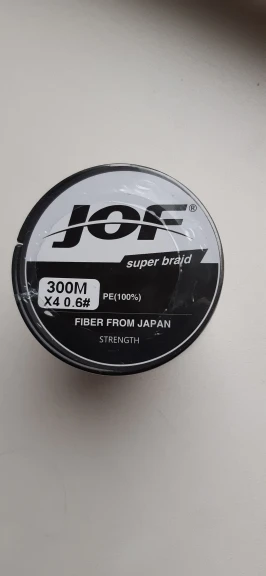 JOF®
super braid
300M
X4 0.6#
PE(100%)
FIBER FROM JAPAN
STRENGTH